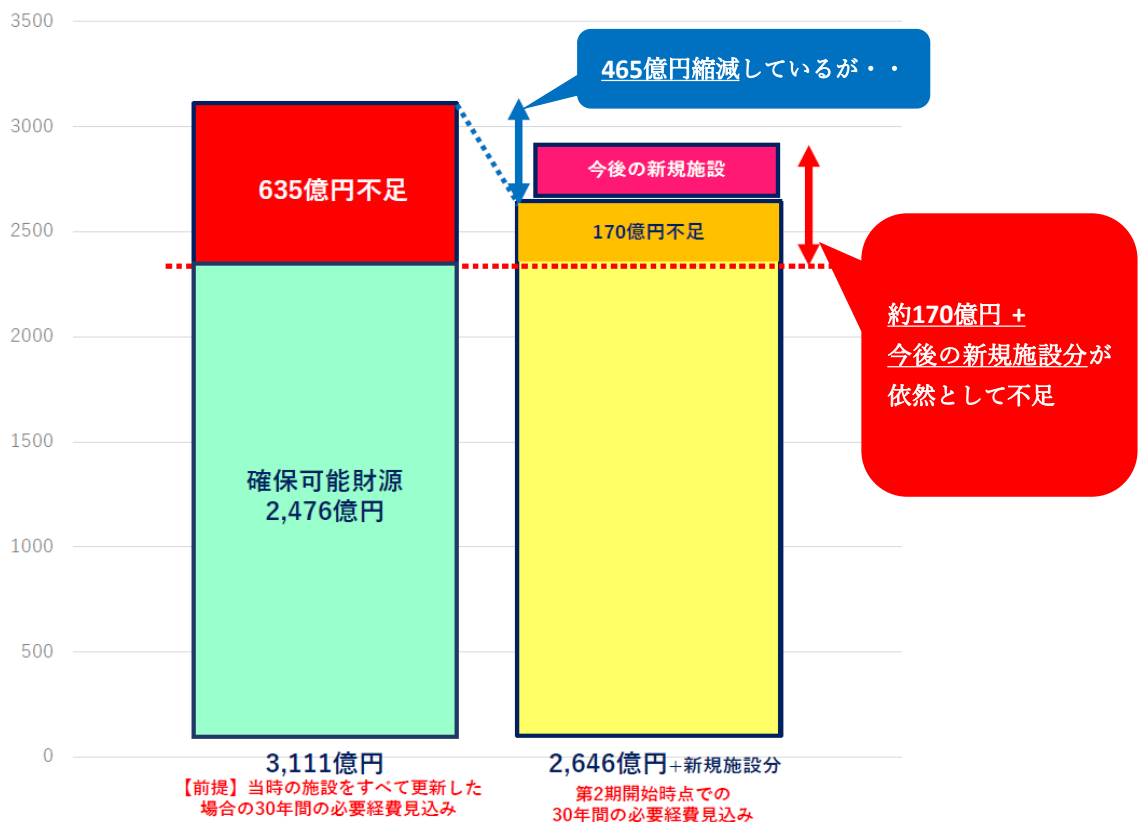 3500
465億円縮減しているが・・
3000
今後の新規施設
635億円不足
2500
170億円不足
約170億円 +
今後の新規施設分が
依然として不足
2000
1500
確保可能財源
2,476億円
1000
500
0
3,111億円
【前提】当時の施設をすべて更新した
場合の30年間の必要経費見込み
2,646億円+新規施設分
第2期開始時点での
30年間の必要経費見込み